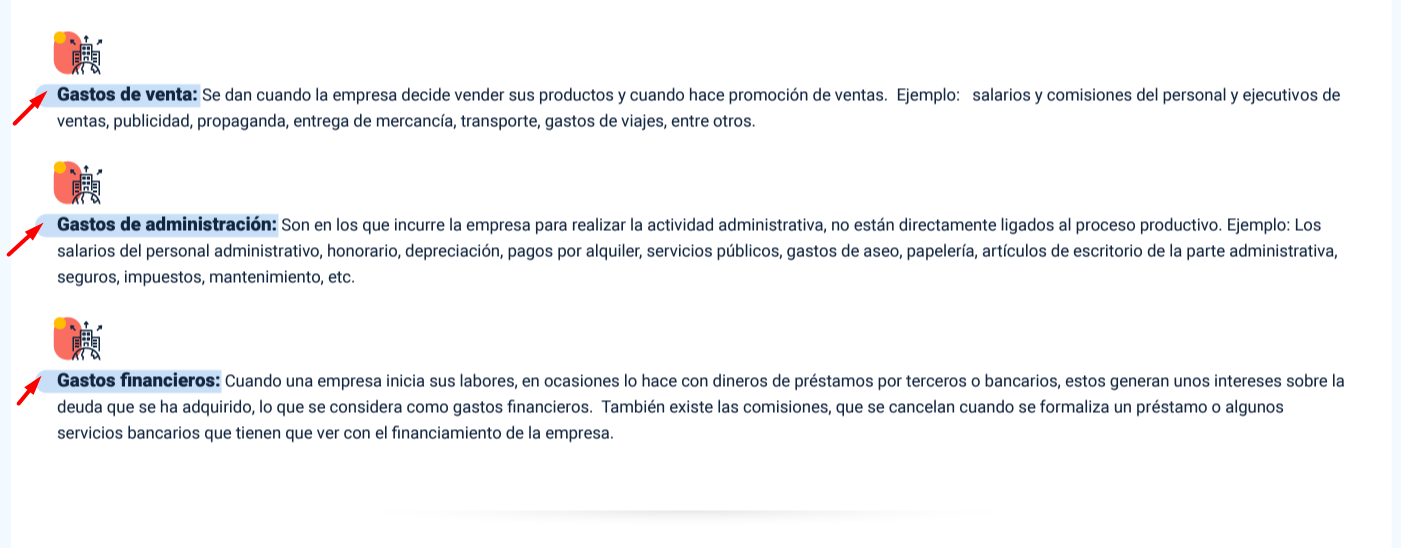 Gastos de venta: Se dan cuando la empresa decide vender sus productos y cuando hace promoción de ventas.  Ejemplo:   salarios y comisiones del personal y ejecutivos de
ventas, publicidad, propaganda, entrega de mercancía, transporte, gastos de viajes, entre otros.
Gastos de administración: Son en los que incurre la empresa para realizar la actividad administrativa, no están directamente ligados al proceso productivo. Ejemplo: Los
salarios del personal administrativo, honorario, depreciación, pagos por alquiler, servicios públicos, gastos de aseo, papelería, artículos de escritorio de la parte administrativa,
seguros, impuestos, mantenimiento, etc.
Gastos financieros: Cuando una empresa inicia sus labores, en ocasiones lo hace con dineros de préstamos por terceros o bancarios, estos generan unos intereses sobre la
deuda que se ha adquirido, lo que se considera como gastos financieros.  También existe las comisiones, que se cancelan cuando se formaliza un préstamo o algunos
servicios bancarios que tienen que ver con el financiamiento de la empresa.